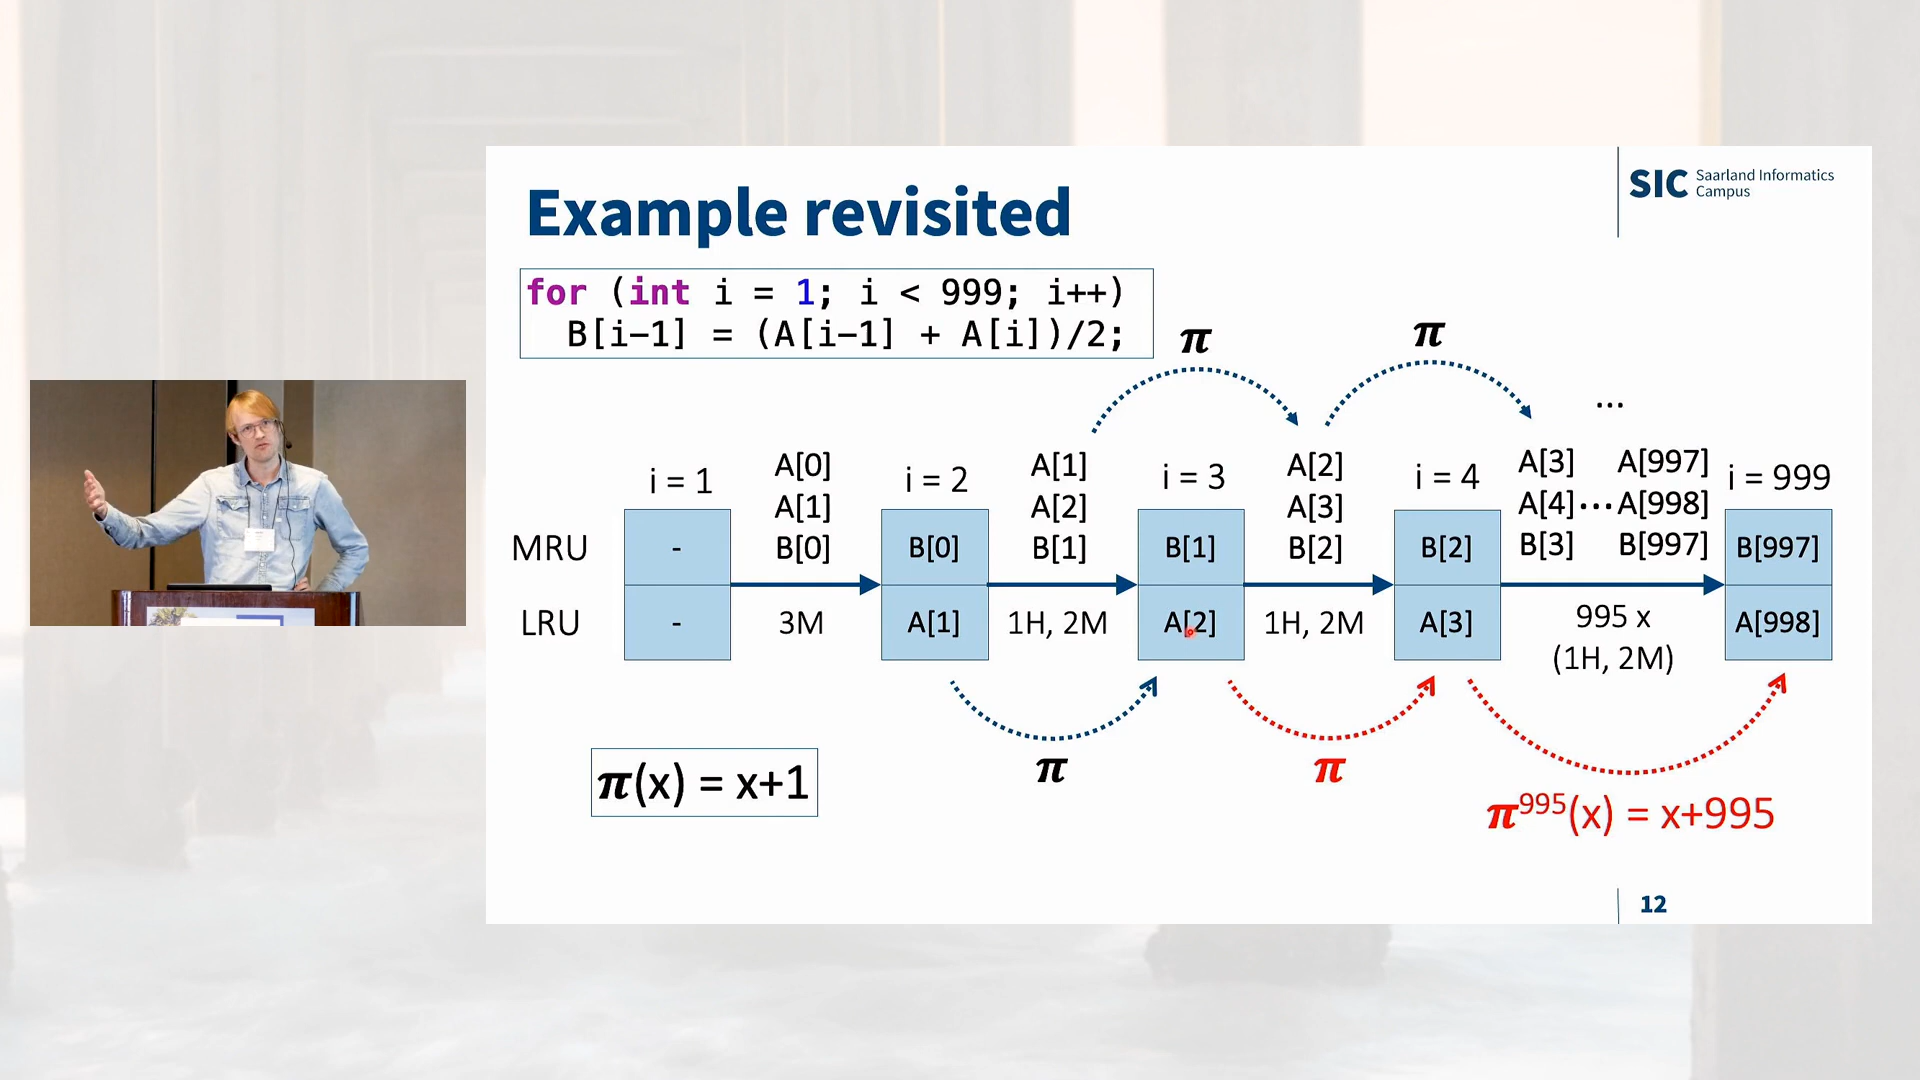 Example revisited
SIC Saarland Informatics
Campus
for (int i = 1; i < 999; i++)
B[i-1] = (A[i-1] + A[i])/2;
π
π
...
i = 1
A[0]
A[1]
B[0]
i = 2
A[1]
A[2]
B[1]
i = 3
A[2]
A[3]
B[2]
i = 4
A[3] A[997]
A[4]...A[998]
B[3] B[997]
i = 999
MRU
-
B[0]
B[1]
B[2]
B[997]
LRU
-
3M
A[1]
1H, 2M
A[2]
1H, 2M
A[3]
995 x
(1H, 2M)
A[998]
π
π
π(x) = x+1
π⁹⁹⁵(x) = x+995
12